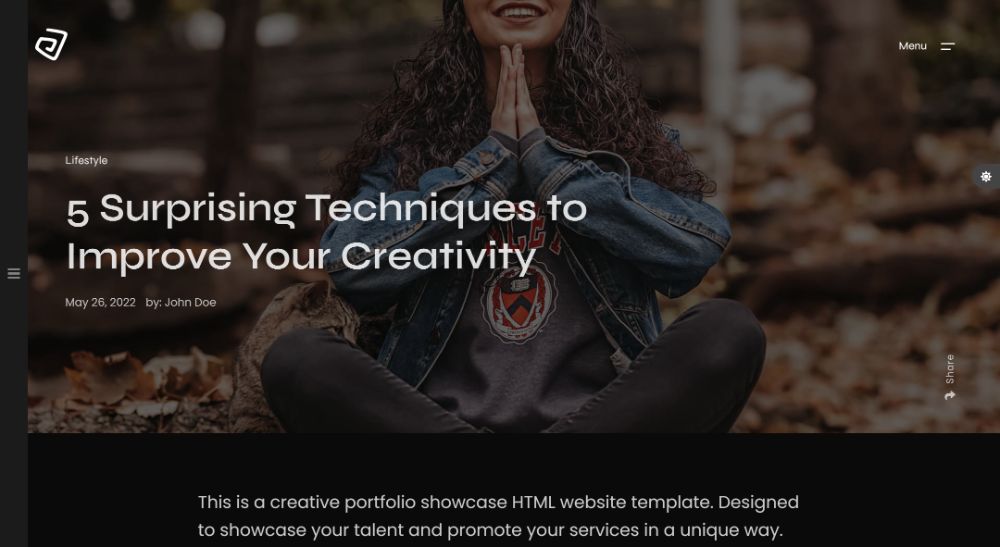 Menu
Lifestyle
5 Surprising Techniques to
Improve Your Creativity
May 26, 2022 by: John Doe
Share
This is a creative portfolio showcase HTML website template. Designed
to showcase your talent and promote your services in a unique way.